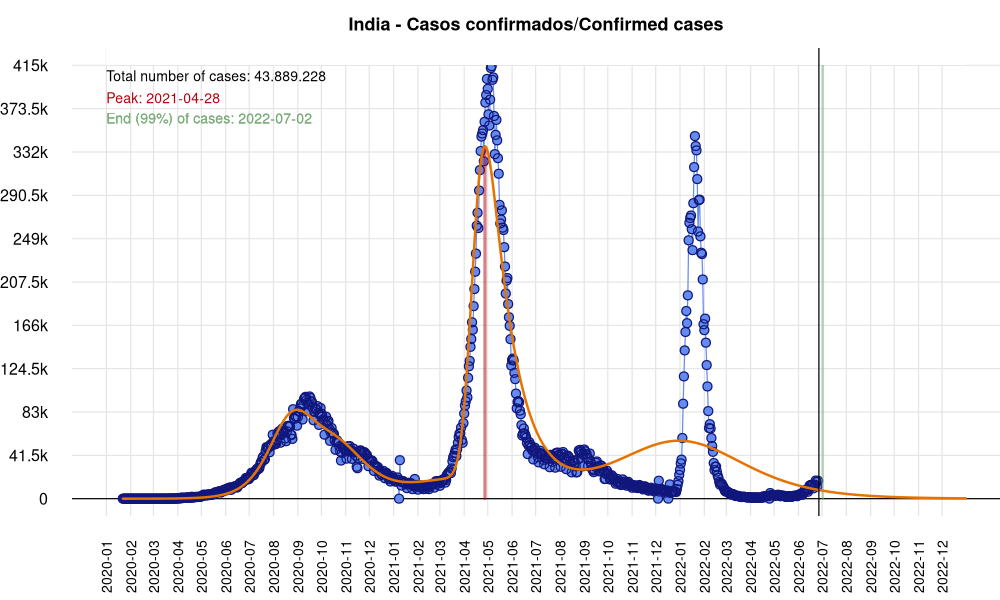 India - Casos confirmados/Confirmed cases
Total number of cases: 43.889.228
Peak: 2021-04-28
End (99%) of cases: 2022-07-02
415k
373.5k
332k
290.5k
249k
207.5k
166k
124.5k
83k
41.5k
0
2020-01
2020-02
2020-03
2020-04
2020-05
2020-06
2020-07
2020-08
2020-09
2020-10
2020-11
2020-12
2021-01
2021-02
2021-03
2021-04
2021-05
2021-06
2021-07
2021-08
2021-09
2021-10
2021-11
2021-12
2022-01
2022-02
2022-03
2022-04
2022-05
2022-06
2022-07
2022-08
2022-09
2022-10
2022-11
2022-12